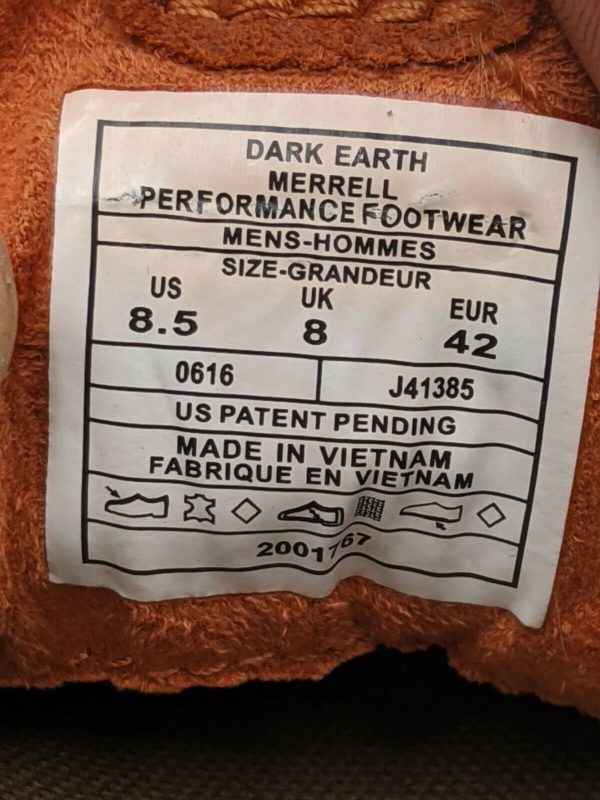 DARK EARTH
MERRELL
PERFORMANCE FOOTWEAR
MENS-HOMMES
SIZE-GRANDEUR
US UK EUR
8.5 8 42
0616 J41385
US PATENT PENDING
MADE IN VIETNAM
FABRIQUE EN VIETNAM
2001767